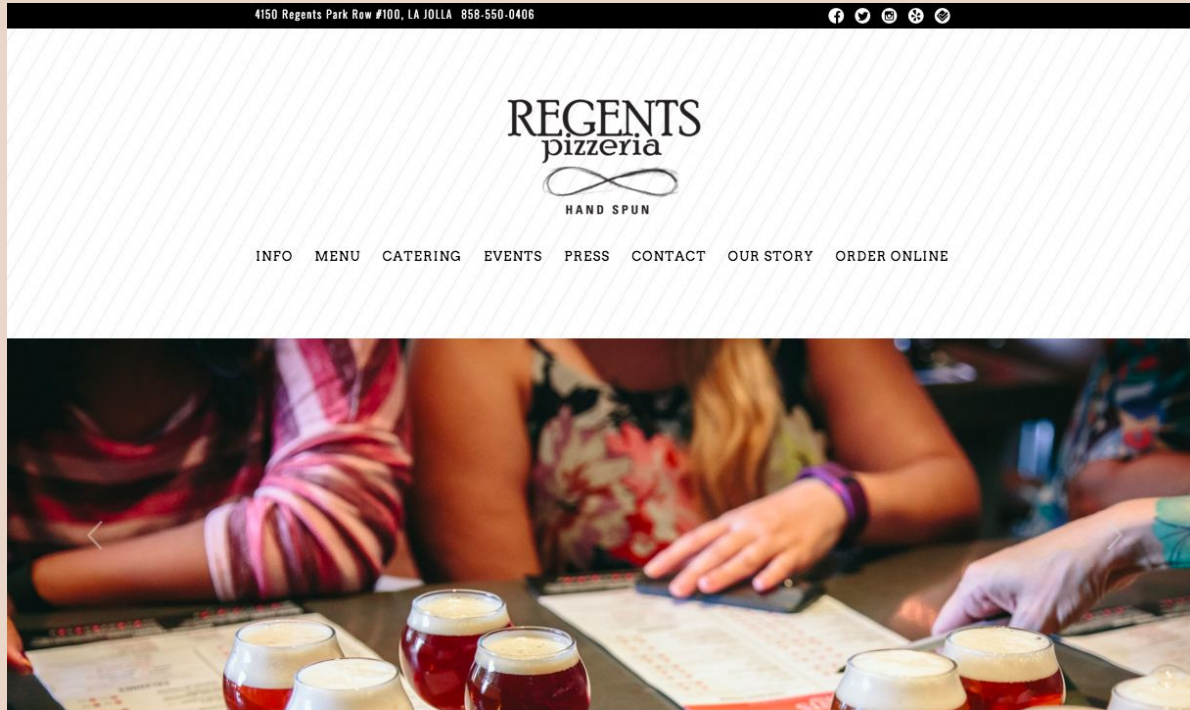 4150 Regents Park Row #100, LA JOLLA 858-550-0406
REGENTS
pizzeria
HAND SPUN
INFO MENU CATERING EVENTS PRESS CONTACT OUR STORY ORDER ONLINE